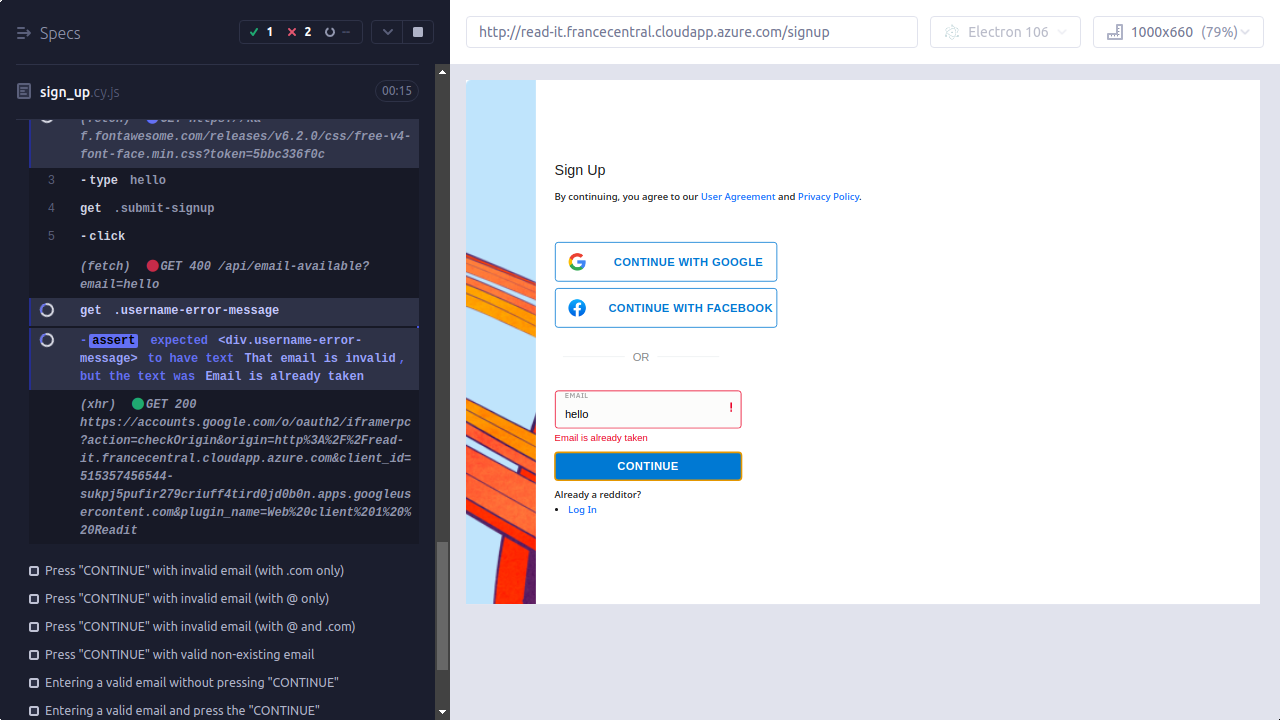 Specs
1 2 --
sign_up.cy.js 00:15
(fetch) GET https://ka-
f.fontawesome.com/releases/v6.2.0/css/free-v4-
font-face.min.css?token=5bbc336f0c
3 -type hello
4 get .submit-signup
5 -click
(fetch) GET 400 /api/email-available?
email=hello
get .username-error-message
-assert expected <div.username-error-
message> to have text That email is invalid,
but the text was Email is already taken
(xhr) GET 200
https://accounts.google.com/o/oauth2/iframerpc
?action=checkOrigin&origin=http%3A%2F%2Fread-
it.francecentral.cloudapp.azure.com&client_id=
515357456544-
sukpj5pufir279criuff4tird0jd0b0n.apps.googleus
ercontent.com&plugin_name=Web%20client%201%20%
20Readit
Press "CONTINUE" with invalid email (with .com only)
Press "CONTINUE" with invalid email (with @ only)
Press "CONTINUE" with invalid email (with @ and .com)
Press "CONTINUE" with valid non-existing email
Entering a valid email without pressing "CONTINUE"
Entering a valid email and press the "CONTINUE"
http://read-it.francecentral.cloudapp.azure.com/signup
Electron 106
1000x660 (79%)
Sign Up
By continuing, you agree to our User Agreement and Privacy Policy.
CONTINUE WITH GOOGLE
CONTINUE WITH FACEBOOK
OR
EMAIL
hello !
Email is already taken
CONTINUE
Already a redditor?
Log In